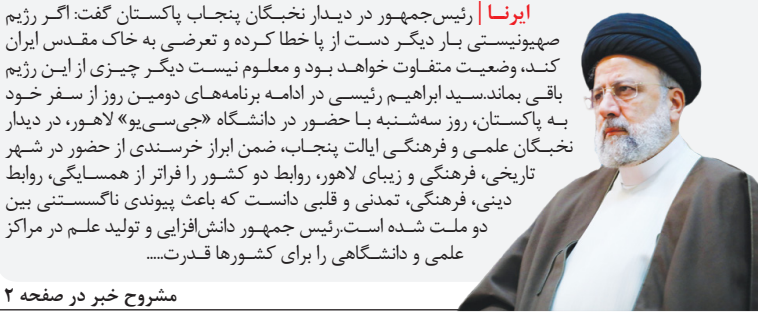 ایرنا | رئیس‌جمهور در دیدار نخبگان پنجاب پاکستان گفت: اگر رژیم
صهیونیستی بار دیگر دست از پا خطا کرده و تعرضی به خاک مقدس ایران
کند، وضعیت متفاوت خواهد بود و معلوم نیست دیگر چیزی از این رژیم
باقی بماند.سید ابراهیم رئیسی در ادامه برنامه‌های دومین روز از سفر خود
به پاکستان، روز سه‌شنبه با حضور در دانشگاه «جی‌سی‌یو» لاهور، در دیدار
نخبگان علمی و فرهنگی ایالت پنجاب، ضمن ابراز خرسندی از حضور در شهر
تاریخی، فرهنگی و زیبای لاهور، روابط دو کشور را فراتر از همسایگی، روابط
دینی، فرهنگی، تمدنی و قلبی دانست که باعث پیوندی ناگسستنی بین
دو ملت شده است.رئیس جمهور دانش‌افزایی و تولید علم در مراکز
علمی و دانشگاهی را برای کشورها قدرت.....
مشروح خبر در صفحه ۲